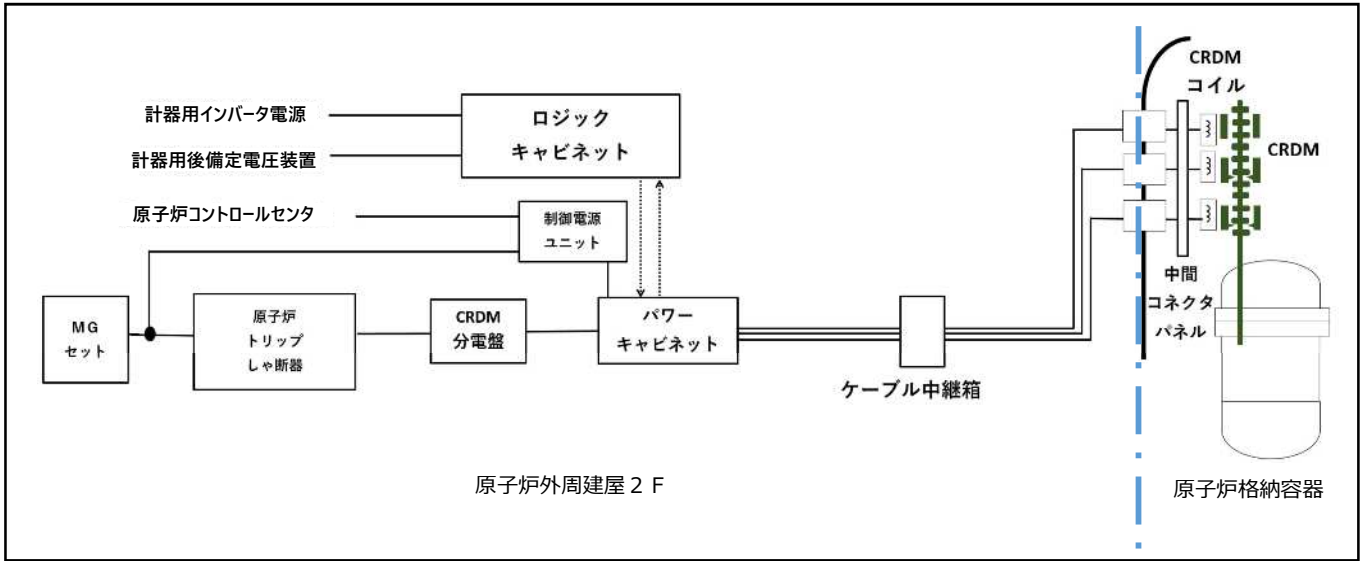 計器用インバータ電源
計器用後備定電圧装置
原子炉コントロールセンタ
ロジック
キャビネット
制御電源
ユニット
MG
セット
原子炉
トリップ
しゃ断器
CRDM
分電盤
パワー
キャビネット
ケーブル中継箱
CRDM
コイル
CRDM
中間
コネクタ
パネル
原子炉外周建屋2F
原子炉格納容器